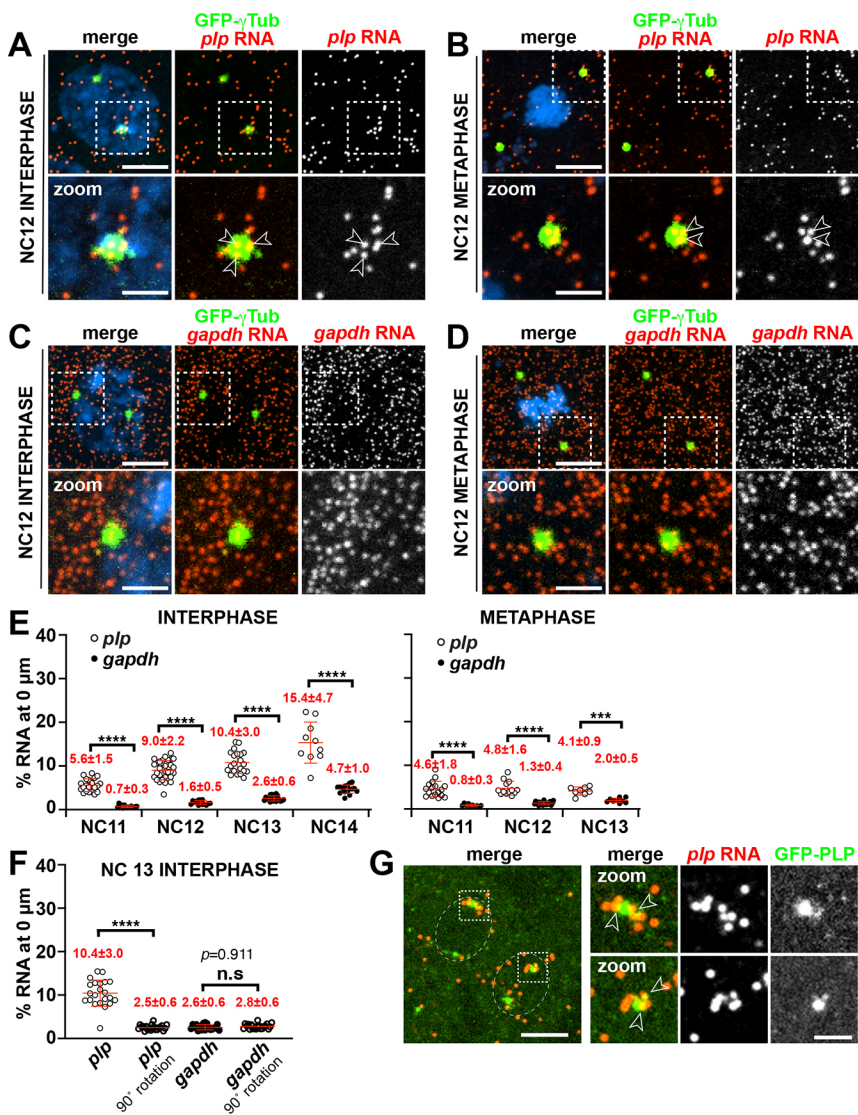 A
GFP-γTub
merge
plp RNA
plp RNA
NC12 INTERPHASE
zoom
B
GFP-γTub
merge
plp RNA
plp RNA
NC12 METAPHASE
zoom
C
GFP-γTub
merge
gapdh RNA
gapdh RNA
NC12 INTERPHASE
zoom
D
GFP-γTub
merge
gapdh RNA
gapdh RNA
NC12 METAPHASE
zoom
E
INTERPHASE
% RNA at 0 µm
40
30
20
10
0
plp
gapdh
****
****
****
****
5.6±1.5
0.7±0.3
9.0±2.2
1.6±0.5
10.4±3.0
2.6±0.6
15.4±4.7
4.7±1.0
NC11
NC12
NC13
NC14
METAPHASE
plp
gapdh
****
****
***
4.6±1.8
0.8±0.3
4.8±1.6
1.3±0.4
4.1±0.9
2.0±0.5
NC11
NC12
NC13
F
NC 13 INTERPHASE
% RNA at 0 µm
40
30
20
10
0
****
p=0.911
n.s
10.4±3.0
2.5±0.6
2.6±0.6
2.8±0.6
plp
plp
90° rotation
gapdh
gapdh
90° rotation
G
merge
merge
plp RNA
GFP-PLP
zoom
zoom